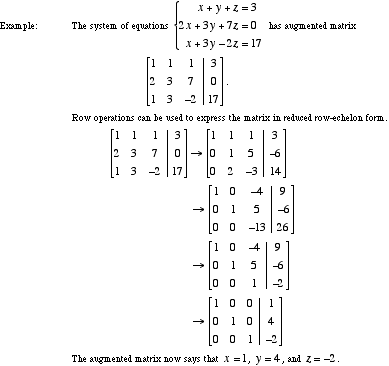 x + y + z = 3
Example: The system of equations { 2x + 3y + 7z = 0 has augmented matrix
x + 3y − 2z = 17
[ 1 1 1 | 3 ]
[ 2 3 7 | 0 ] .
[ 1 3 −2 | 17 ]
Row operations can be used to express the matrix in reduced row-echelon form.
[ 1 1 1 | 3 ] [ 1 1 1 | 3 ]
[ 2 3 7 | 0 ] → [ 0 1 5 | −6 ]
[ 1 3 −2 | 17 ] [ 0 2 −3 | 14 ]
[ 1 0 −4 | 9 ]
→ [ 0 1 5 | −6 ]
[ 0 0 −13 | 26 ]
[ 1 0 −4 | 9 ]
→ [ 0 1 5 | −6 ]
[ 0 0 1 | −2 ]
[ 1 0 0 | 1 ]
→ [ 0 1 0 | 4 ]
[ 0 0 1 | −2 ]
The augmented matrix now says that x = 1, y = 4, and z = −2.